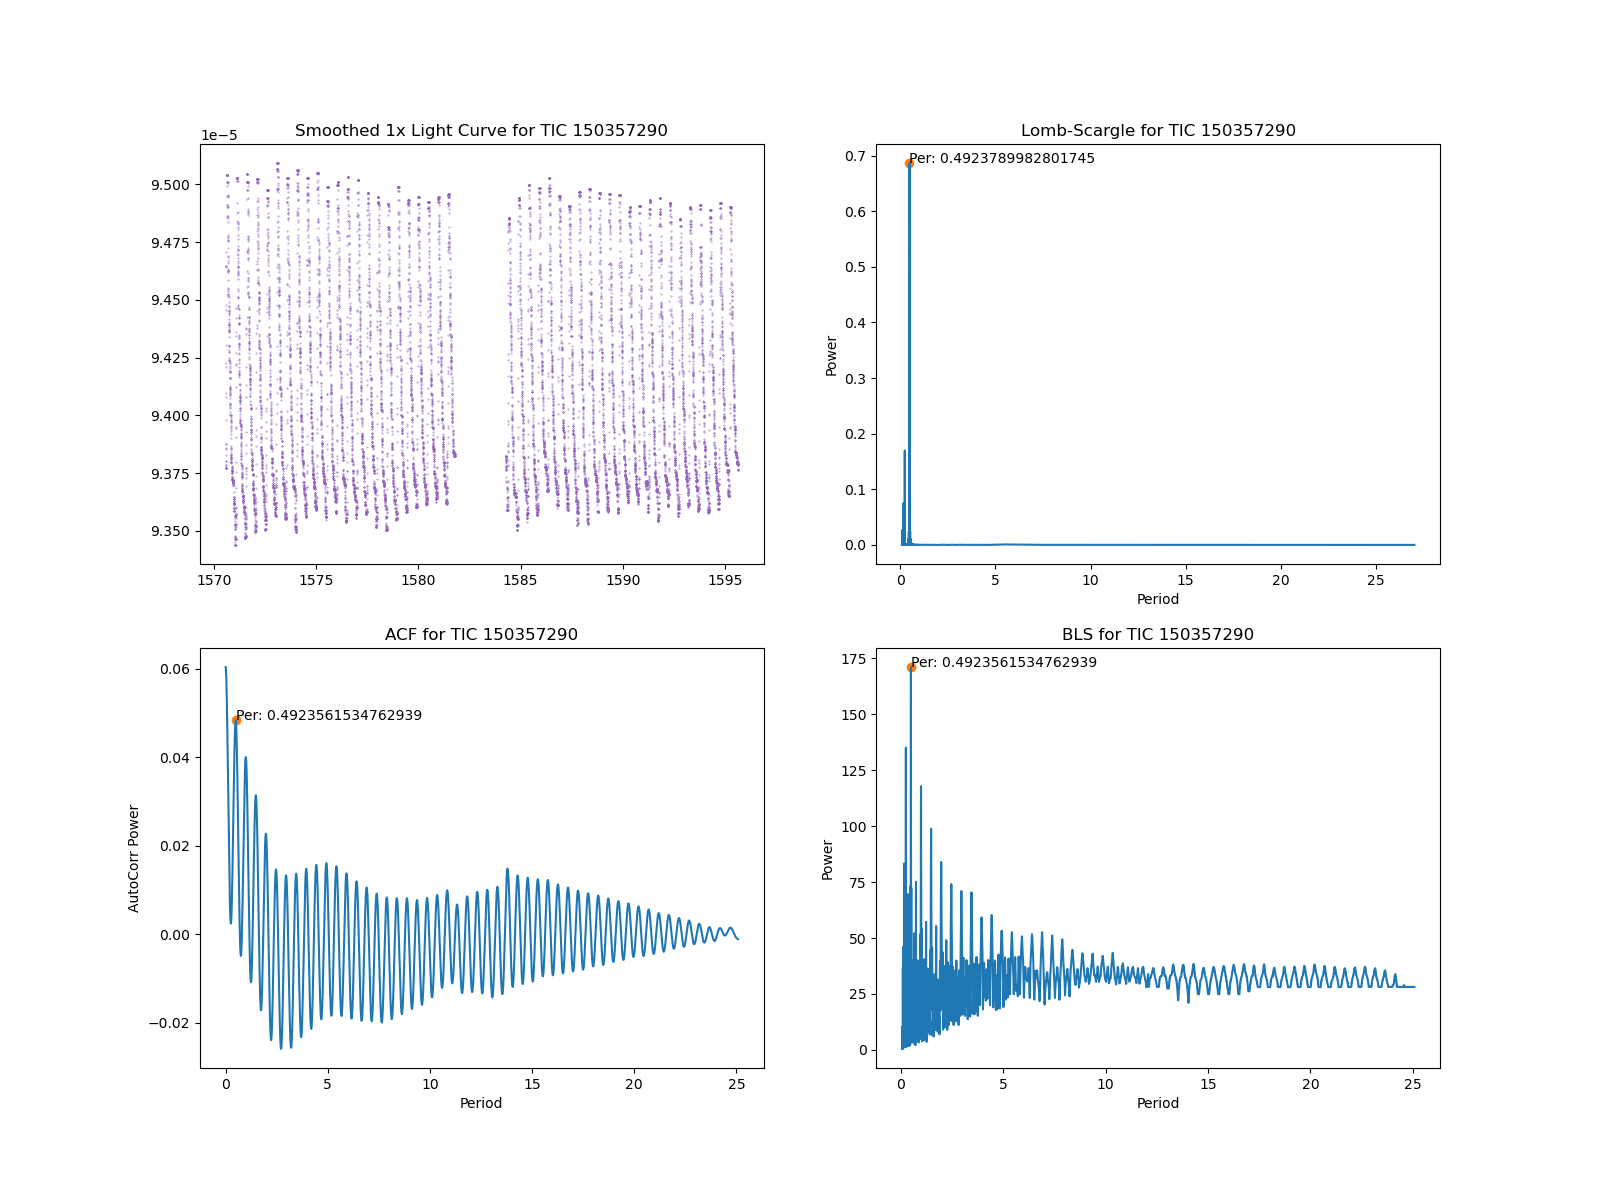 Smoothed 1x Light Curve for TIC 150357290
1e−5
9.500
9.475
9.450
9.425
9.400
9.375
9.350
1570 1575 1580 1585 1590 1595
Lomb-Scargle for TIC 150357290
Per: 0.4923789982801745
Power
0.7
0.6
0.5
0.4
0.3
0.2
0.1
0.0
0 5 10 15 20 25
Period
ACF for TIC 150357290
Per: 0.4923561534762939
AutoCorr Power
0.06
0.04
0.02
0.00
−0.02
0 5 10 15 20 25
Period
BLS for TIC 150357290
Per: 0.4923561534762939
Power
175
150
125
100
75
50
25
0
0 5 10 15 20 25
Period